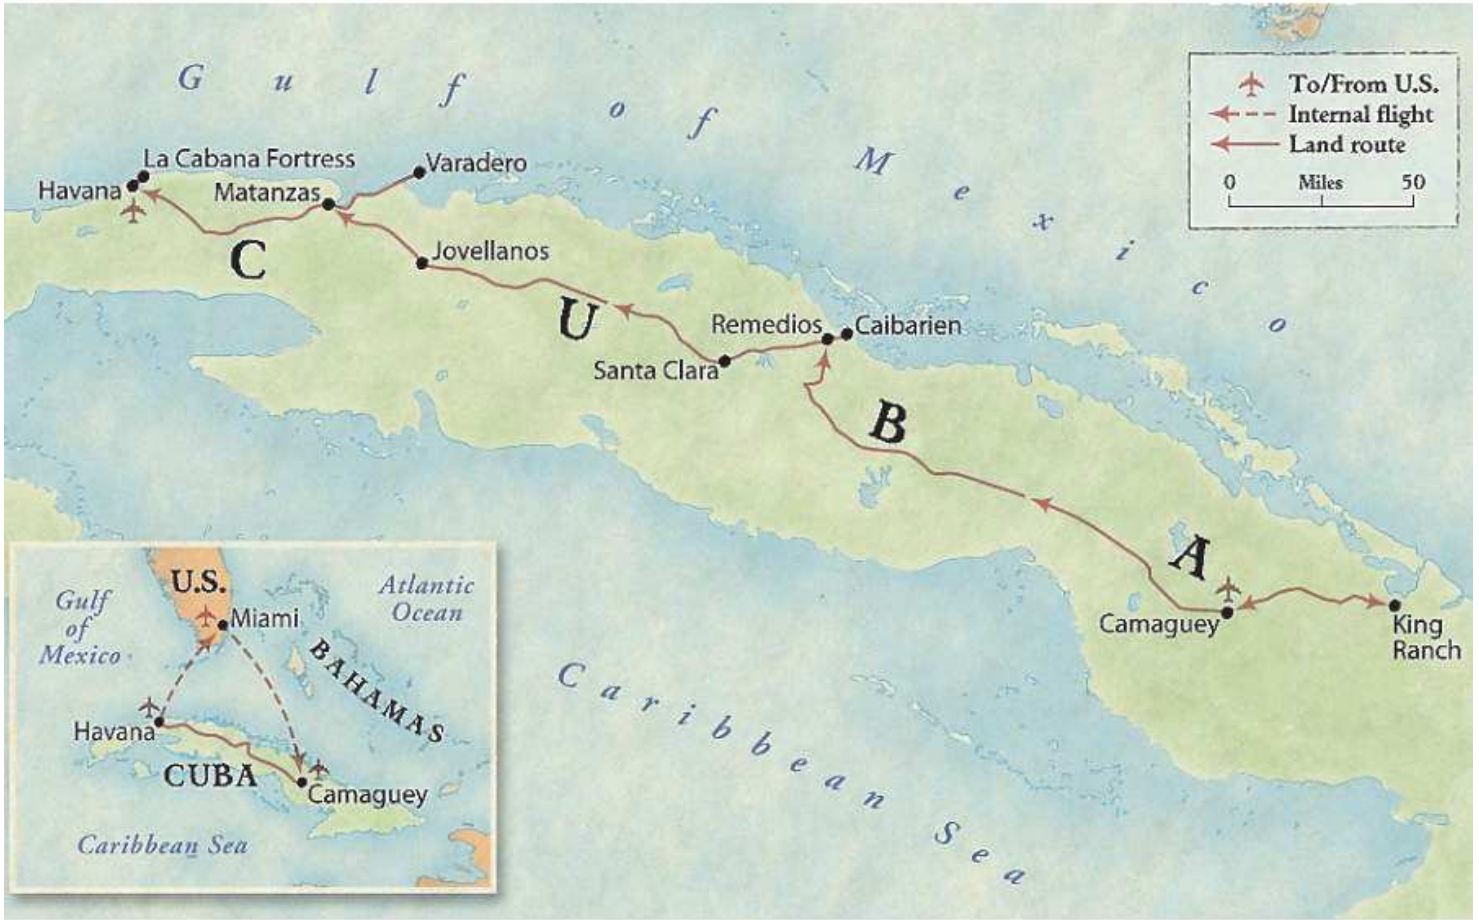 Gulf of Mexico
To/From U.S.
Internal flight
Land route
0 Miles 50
La Cabana Fortress
Havana
Matanzas
Varadero
Jovellanos
Remedios
Caibarien
Santa Clara
CUBA
Camaguey
King
Ranch
Caribbean Sea
U.S.
Miami
Gulf
of
Mexico
Atlantic
Ocean
BAHAMAS
Havana
CUBA
Camaguey
Caribbean Sea